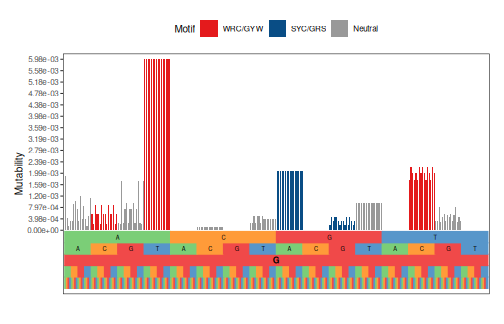 Motif WRC/GYW SYC/GRS Neutral
5.98e-03
5.58e-03
5.18e-03
4.78e-03
4.38e-03
3.98e-03
3.59e-03
3.19e-03
2.79e-03
2.39e-03
1.99e-03
1.59e-03
1.20e-03
7.97e-04
3.98e-04
0.00e+00
Mutability
A C G T
A C G T A C G T A C G T A C G T
G